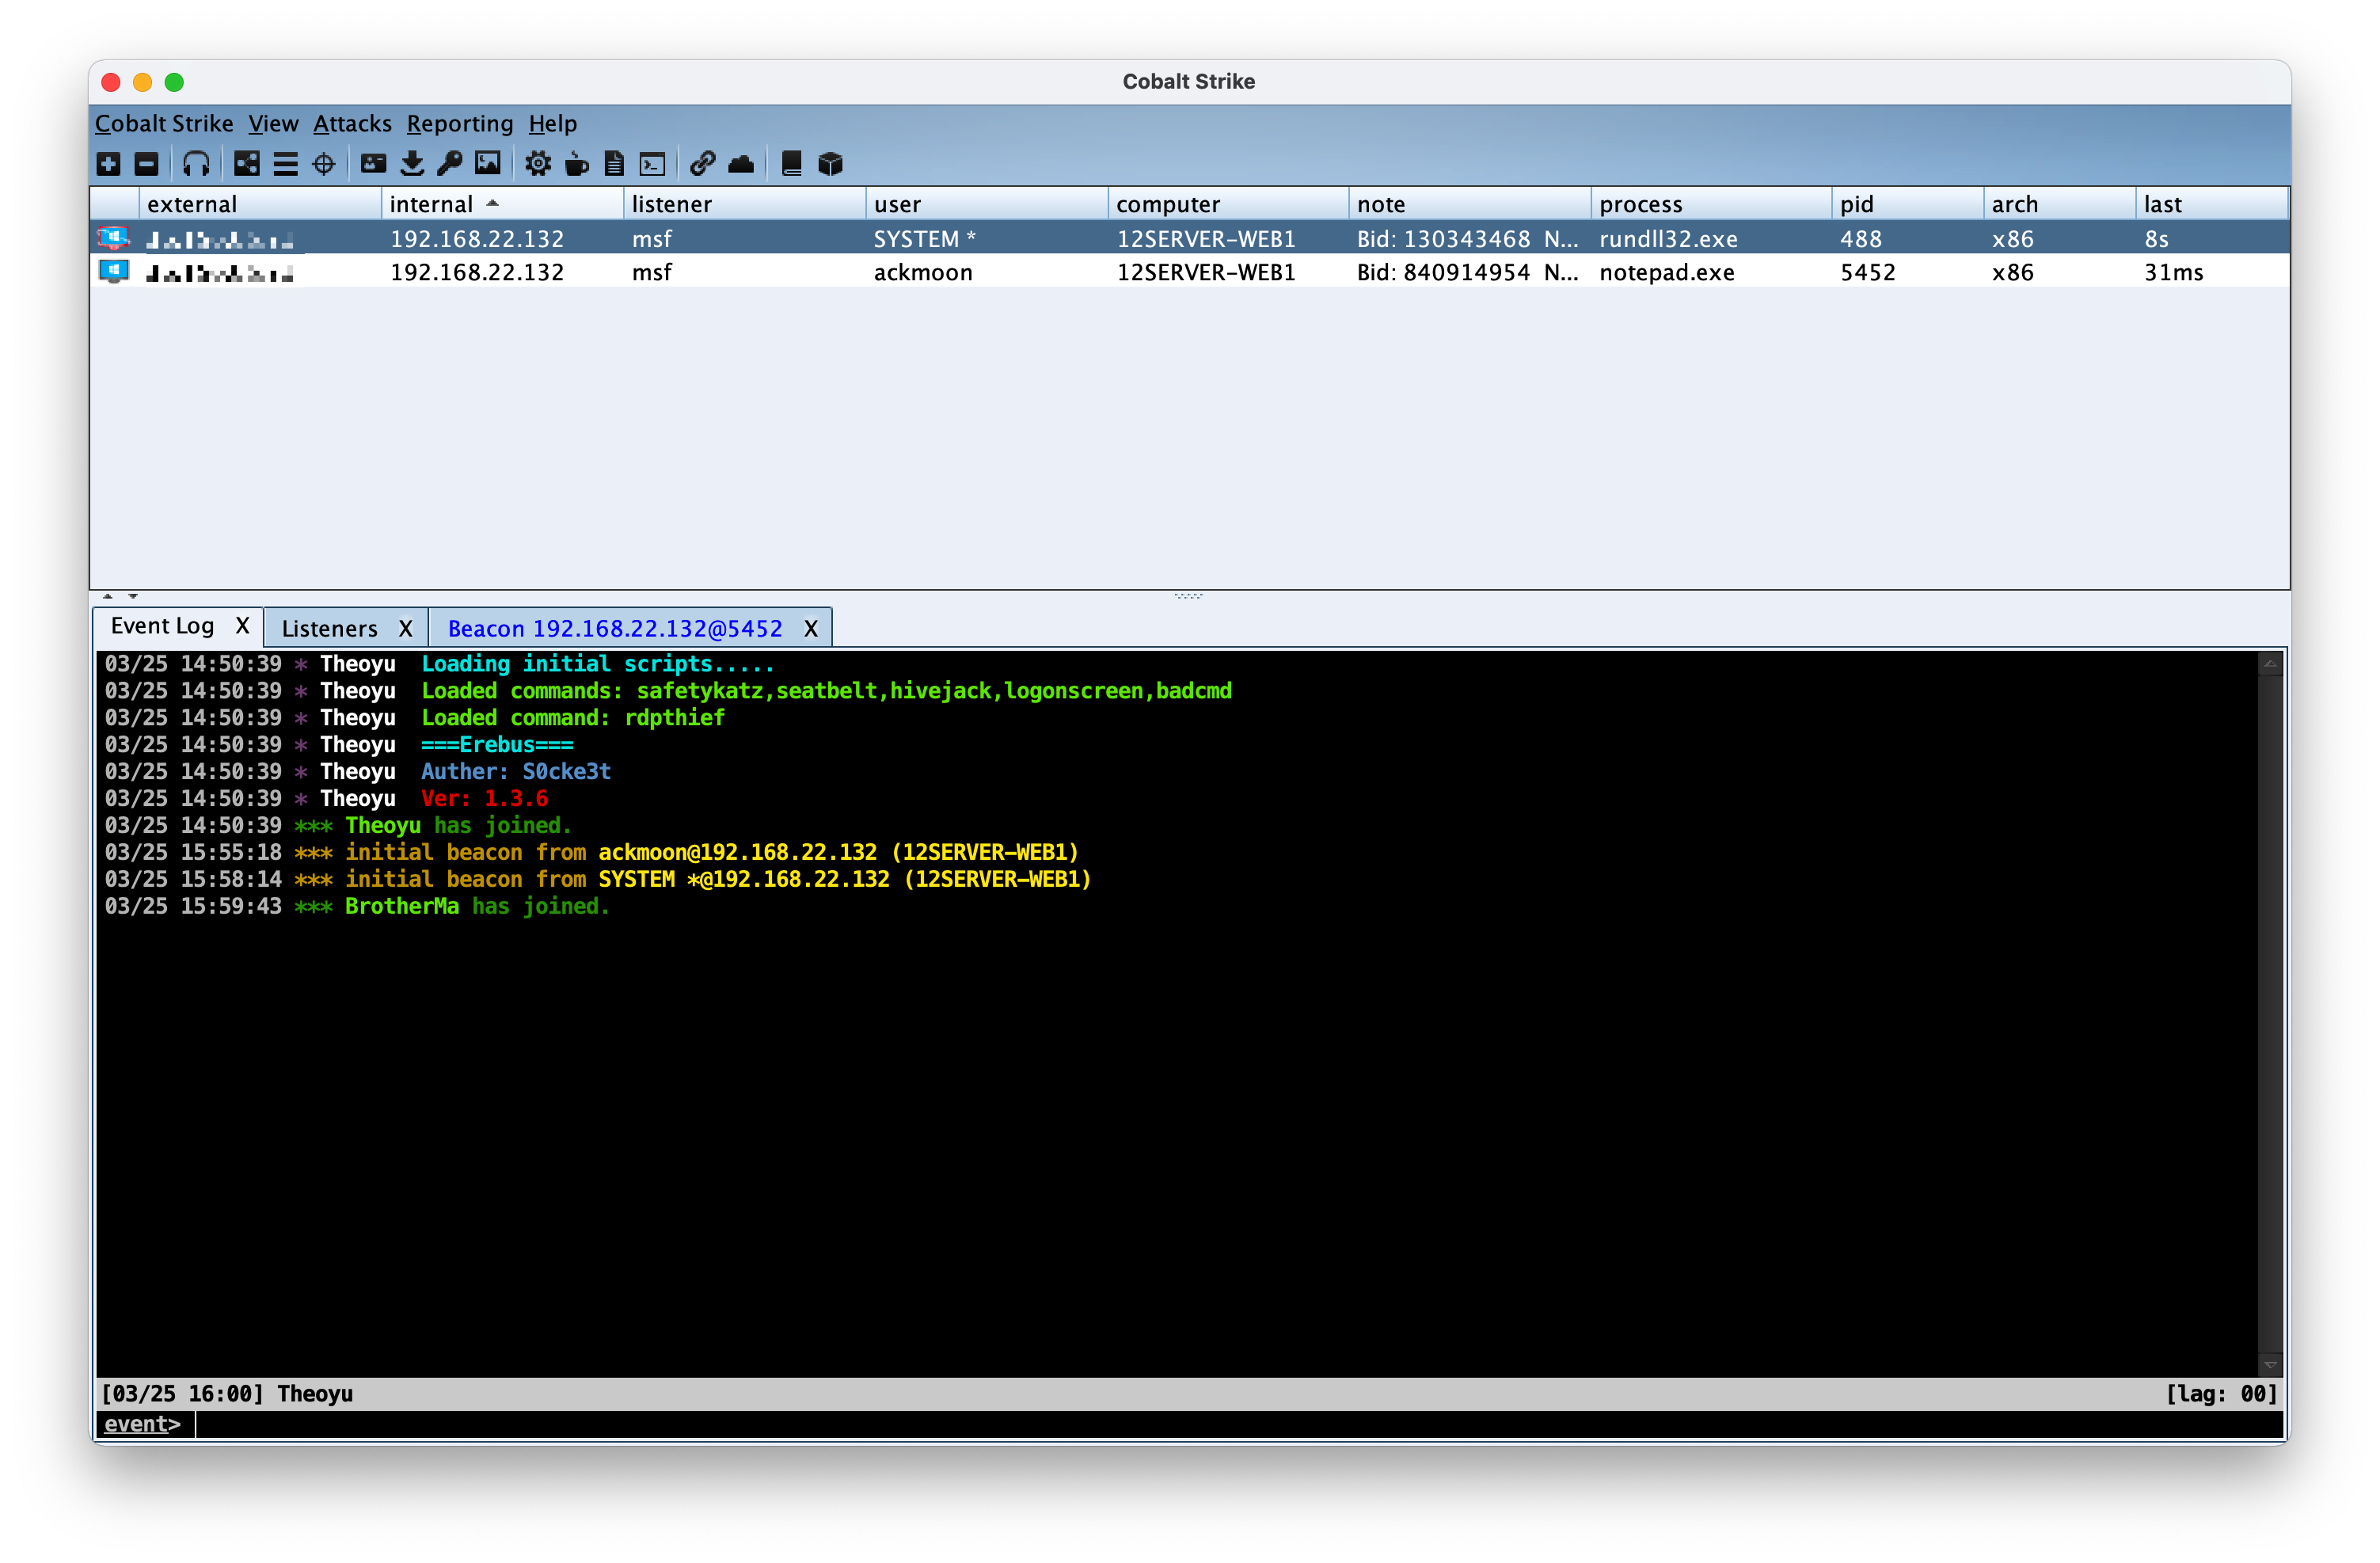 Cobalt Strike
Cobalt Strike View Attacks Reporting Help
external internal listener user computer note process pid arch last
192.168.22.132 msf SYSTEM * 12SERVER-WEB1 Bid: 130343468 N... rundll32.exe 488 x86 8s
192.168.22.132 msf ackmoon 12SERVER-WEB1 Bid: 840914954 N... notepad.exe 5452 x86 31ms
Event Log X Listeners X Beacon 192.168.22.132@5452 X
03/25 14:50:39 * Theoyu Loading initial scripts.....
03/25 14:50:39 * Theoyu Loaded commands: safetykatz,seatbelt,hivejack,logonscreen,badcmd
03/25 14:50:39 * Theoyu Loaded command: rdpthief
03/25 14:50:39 * Theoyu ===Erebus===
03/25 14:50:39 * Theoyu Auther: S0cke3t
03/25 14:50:39 * Theoyu Ver: 1.3.6
03/25 14:50:39 *** Theoyu has joined.
03/25 15:55:18 *** initial beacon from ackmoon@192.168.22.132 (12SERVER-WEB1)
03/25 15:58:14 *** initial beacon from SYSTEM *@192.168.22.132 (12SERVER-WEB1)
03/25 15:59:43 *** BrotherMa has joined.
[03/25 16:00] Theoyu [lag: 00]
event>